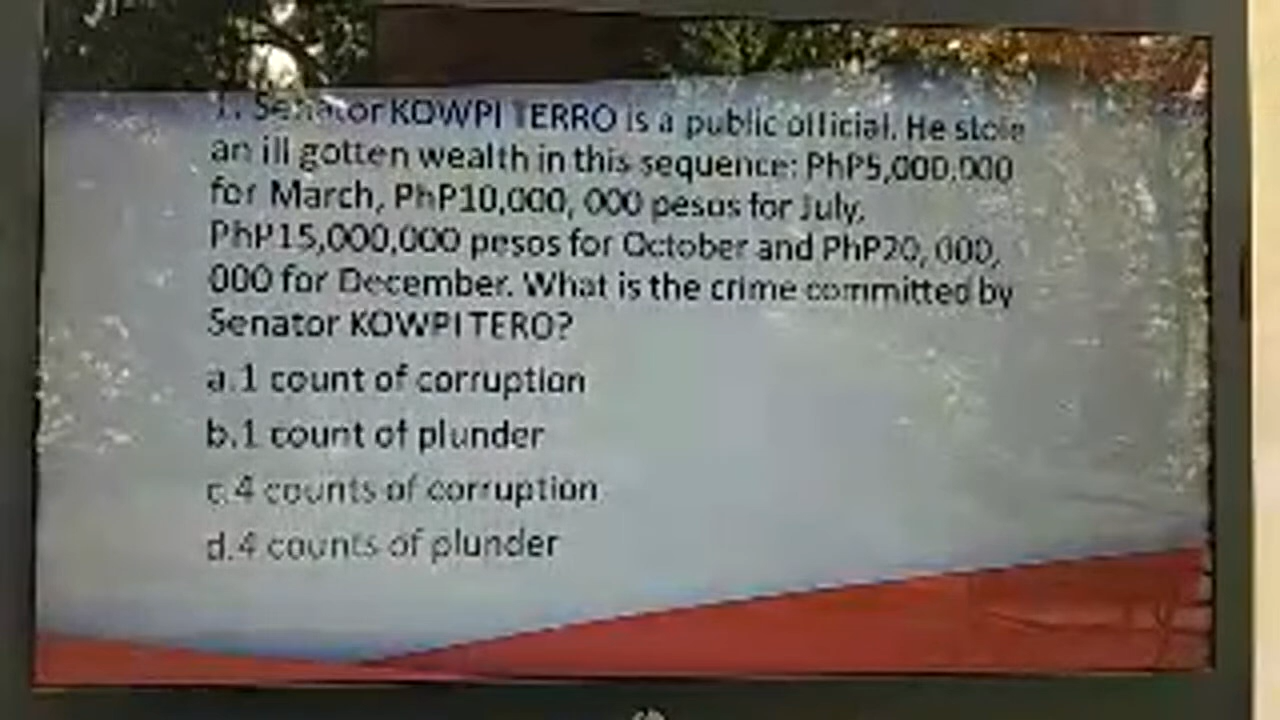 1. Senator KOWPI TERRO is a public official. He stole
an ill gotten wealth in this sequence: PhP5,000.000
for March, PhP10,000, 000 pesos for July,
PhP15,000,000 pesos for October and PhP20, 000,
000 for December. What is the crime committed by
Senator KOWPI TERO?
a.1 count of corruption
b.1 count of plunder
c.4 counts of corruption
d.4 counts of plunder